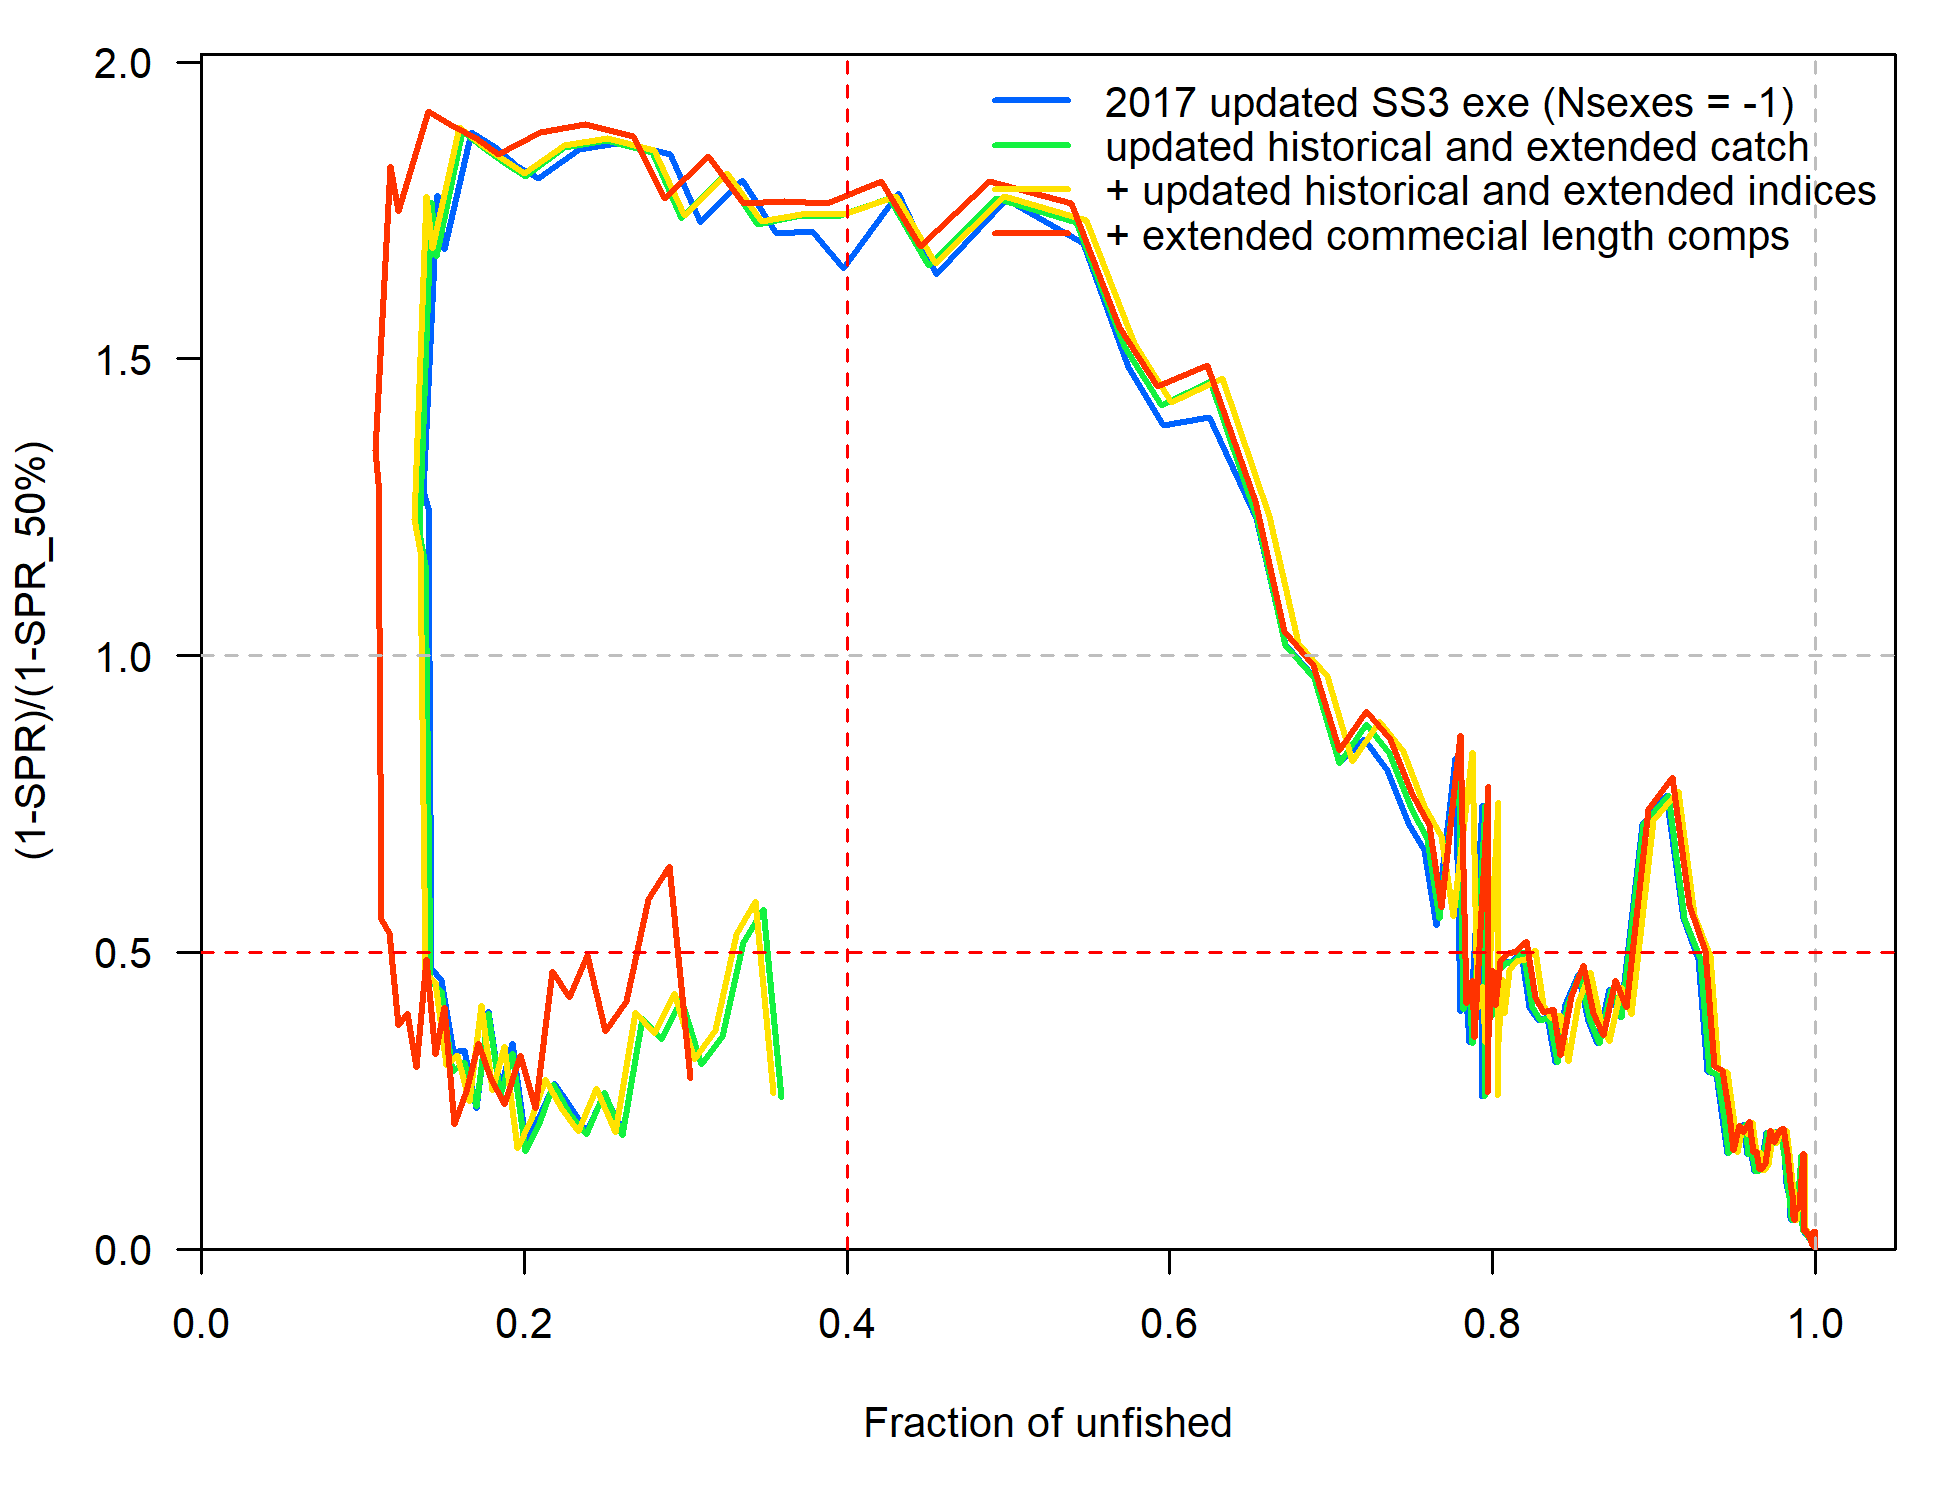 2017 updated SS3 exe (Nsexes = -1)
updated historical and extended catch
+ updated historical and extended indices
+ extended commecial length comps
2.0
1.5
1.0
0.5
0.0
(1-SPR)/(1-SPR_50%)
0.0 0.2 0.4 0.6 0.8 1.0
Fraction of unfished